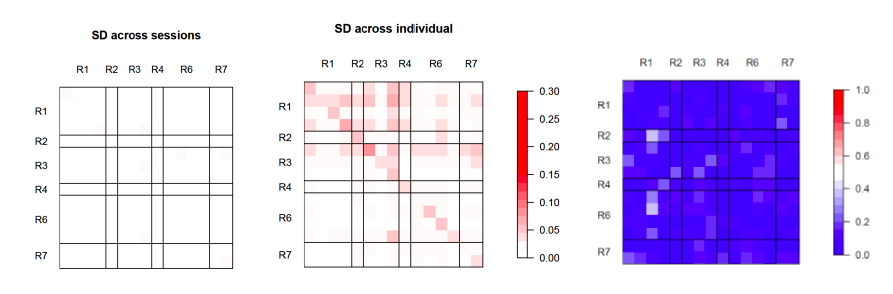 SD across sessions
R1 R2 R3 R4 R6 R7
R1
R2
R3
R4
R6
R7
SD across individual
R1 R2 R3 R4 R6 R7
R1
R2
R3
R4
R6
R7
0.30
0.25
0.20
0.15
0.10
0.05
0.00
R1 R2 R3 R4 R6 R7
R1
R2
R3
R4
R6
R7
1.0
0.8
0.6
0.4
0.2
0.0